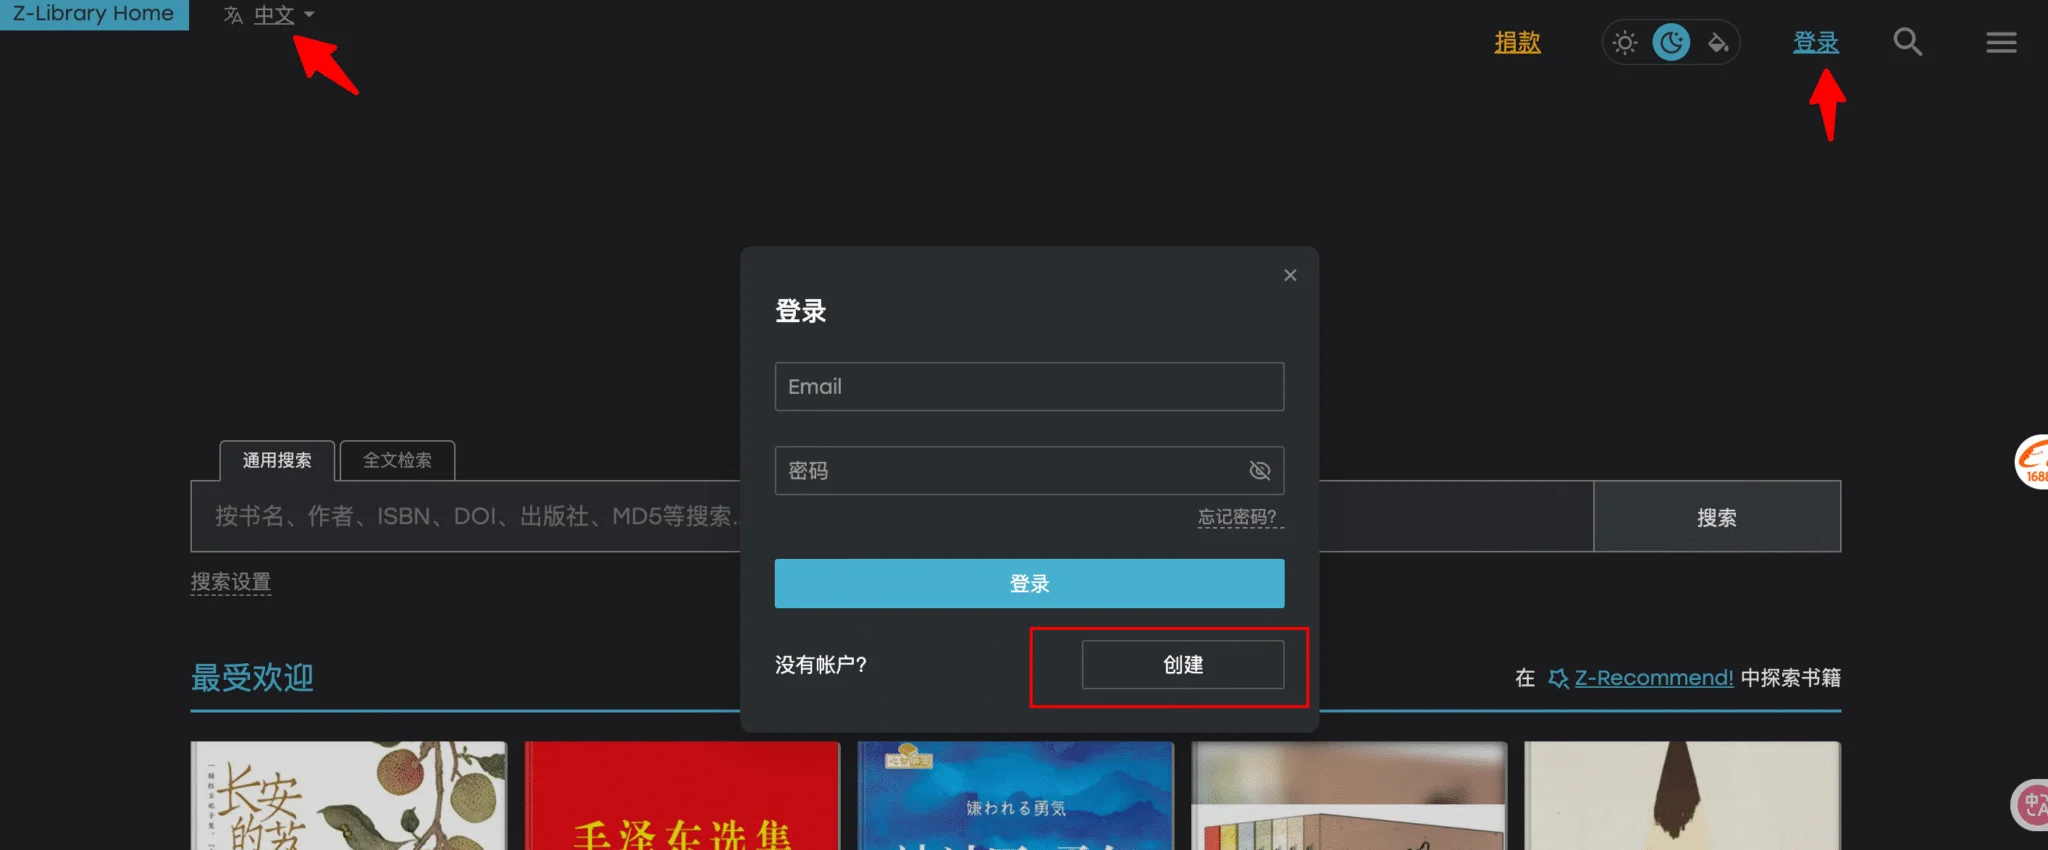 Z-Library Home
中文
捐款
登录
登录
Email
密码
忘记密码?
登录
没有帐户?
创建
通用搜索
全文检索
按书名、作者、ISBN、DOI、出版社、MD5等搜索..
搜索
搜索设置
最受欢迎
在 Z-Recommend! 中探索书籍
长安
的荔
毛泽东选集
嫌われる勇気
1688